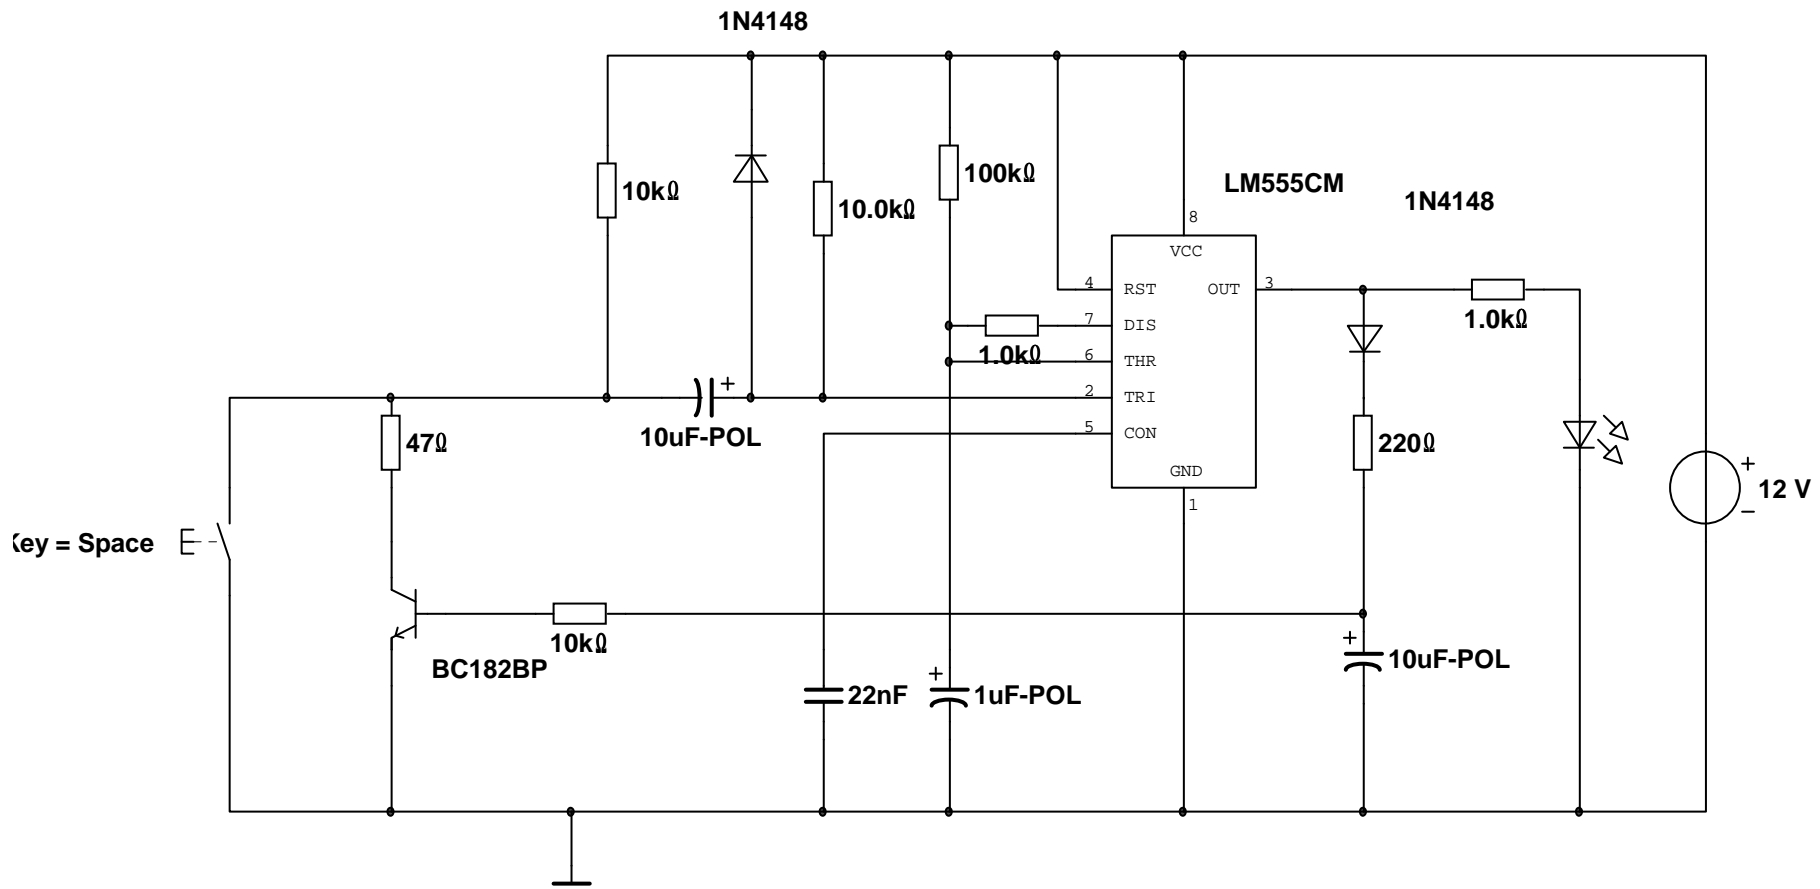 1N4148
10kΩ
10.0kΩ
100kΩ
LM555CM
1N4148
8
VCC
4
RST
OUT
3
7
DIS
1.0kΩ
1.0kΩ
6
THR
2
TRI
+
10uF-POL
5
CON
47Ω
220Ω
GND
1
+
12 V
−
Key = Space
10kΩ
BC182BP
+
10uF-POL
22nF
+
1uF-POL